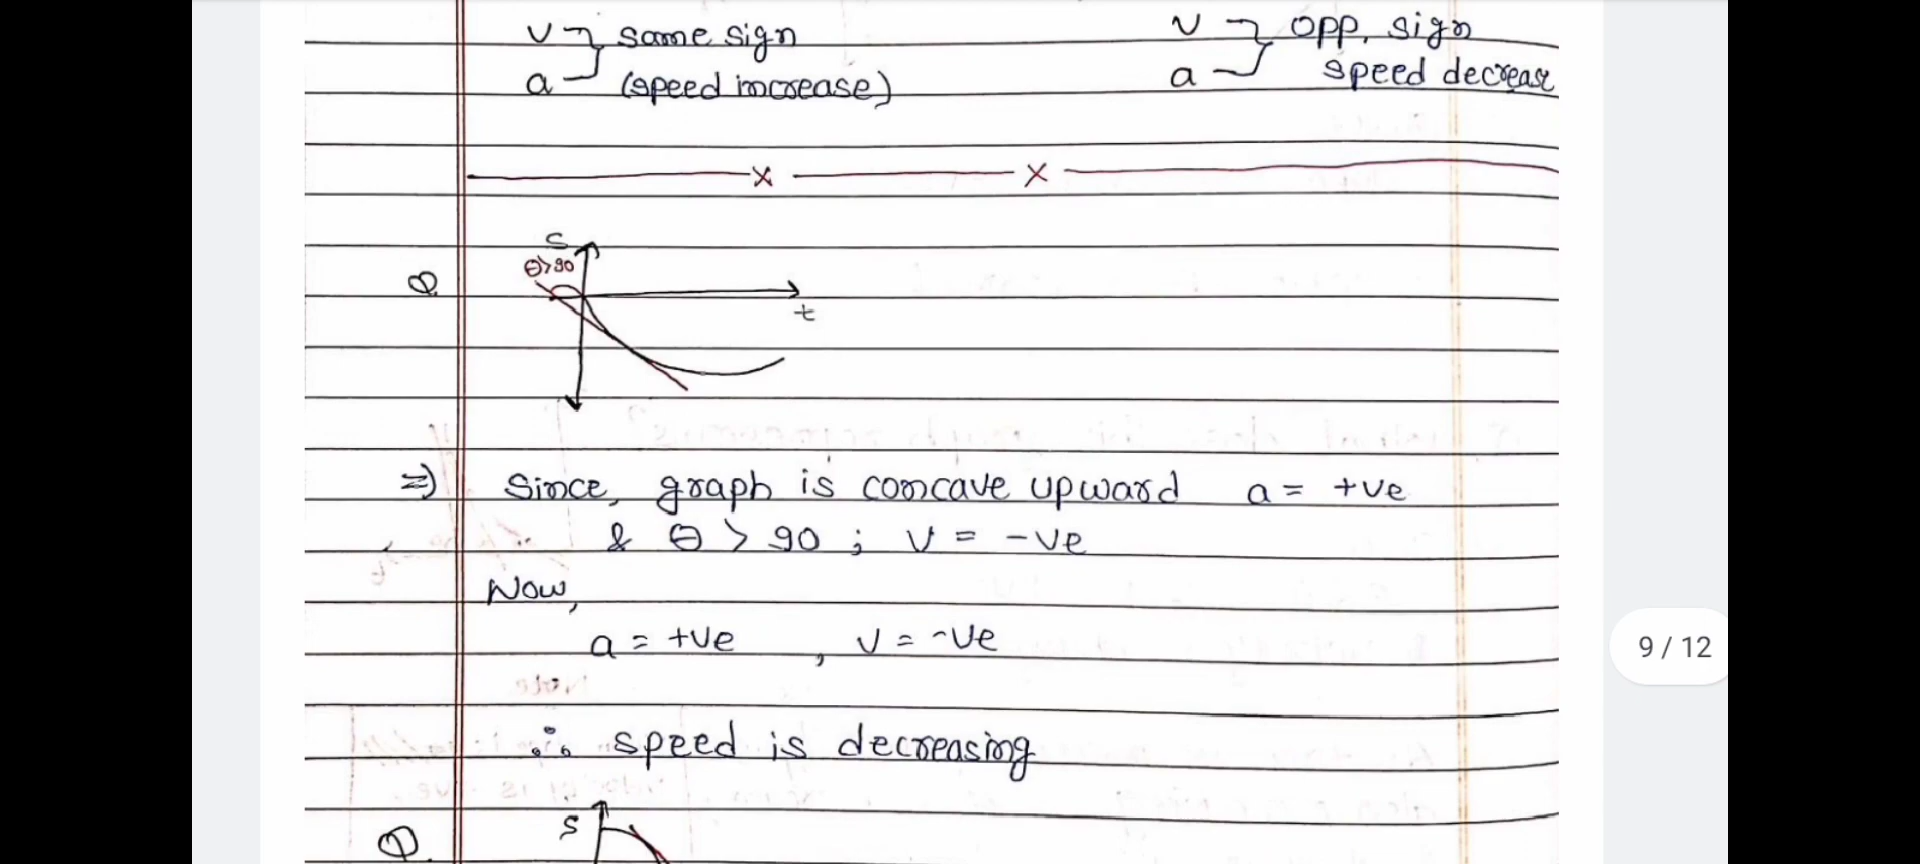 v } same sign
a } (speed increase)
v } opp. sign
a } speed decrease
x x
S
θ>90
Q.
t
=) Since, graph is concave upward a = +ve
& θ > 90 ; v = -ve
Now,
a = +ve , v = -ve
9 / 12
∴ speed is decreasing
S
Q.